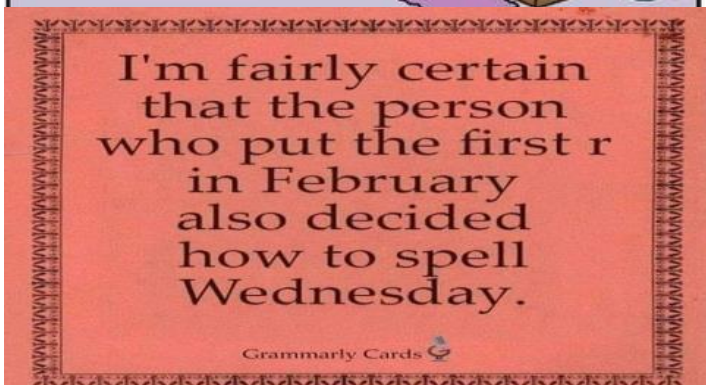 I'm fairly certain
that the person
who put the first r
in February
also decided
how to spell
Wednesday.
Grammarly Cards